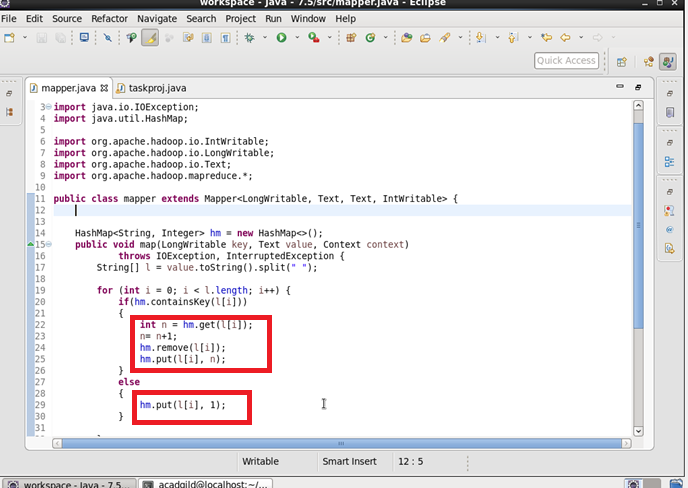 workspace - Java - 7.5/src/mapper.java - Eclipse
File Edit Source Refactor Navigate Search Project Run Window Help
Quick Access
mapper.java taskproj.java
3 import java.io.IOException;
4 import java.util.HashMap;
5
6 import org.apache.hadoop.io.IntWritable;
7 import org.apache.hadoop.io.LongWritable;
8 import org.apache.hadoop.io.Text;
9 import org.apache.hadoop.mapreduce.*;
10
11 public class mapper extends Mapper<LongWritable, Text, Text, IntWritable> {
12
13
14 HashMap<String, Integer> hm = new HashMap<>();
15 public void map(LongWritable key, Text value, Context context)
16 throws IOException, InterruptedException {
17 String[] l = value.toString().split(" ");
18
19 for (int i = 0; i < l.length; i++) {
20 if(hm.containsKey(l[i]))
21 {
22 int n = hm.get(l[i]);
23 n= n+1;
24 hm.remove(l[i]);
25 hm.put(l[i], n);
26 }
27 else
28 {
29 hm.put(l[i], 1);
30 }
31
Writable Smart Insert 12 : 5
workspace - Java - 7.5... acadgild@localhost:~/...